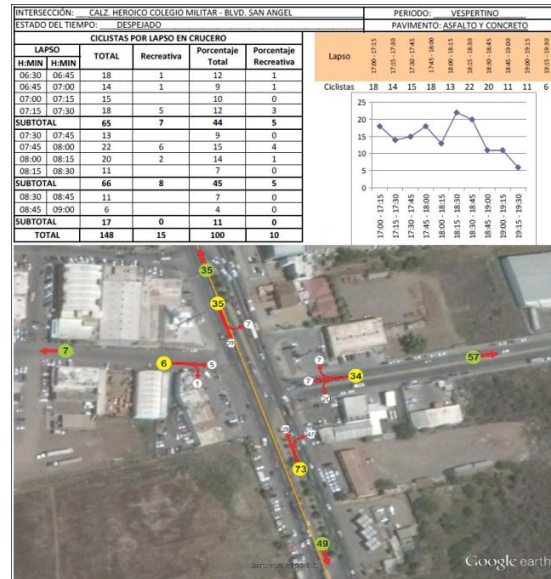 INTERSECCIÓN: CALZ. HEROICO COLEGIO MILITAR - BLVD. SAN ANGEL PERIODO: VESPERTINO
ESTADO DEL TIEMPO: DESPEJADO PAVIMENTO: ASFALTO Y CONCRETO
CICLISTAS POR LAPSO EN CRUCERO
LAPSO TOTAL Recreativa Porcentaje Total Porcentaje Recreativa
H:MIN H:MIN
06:30 06:45 18 1 12 1
06:45 07:00 14 1 9 1
07:00 07:15 15 10 0
07:15 07:30 18 5 12 3
SUBTOTAL 65 7 44 5
07:30 07:45 13 9 0
07:45 08:00 22 6 15 4
08:00 08:15 20 2 14 1
08:15 08:30 11 7 0
SUBTOTAL 66 8 45 5
08:30 08:45 11 7 0
08:45 09:00 6 4 0
SUBTOTAL 17 0 11 0
TOTAL 148 15 100 10
Lapso 17:00 - 17:15 17:15 - 17:30 17:30 - 17:45 17:45 - 18:00 18:00 - 18:15 18:15 - 18:30 18:30 - 18:45 18:45 - 19:00 19:00 - 19:15 19:15 - 19:30
Ciclistas 18 14 15 18 13 22 20 11 11 6
25
20
15
10
5
0
17:00 - 17:15 17:15 - 17:30 17:30 - 17:45 17:45 - 18:00 18:00 - 18:15 18:15 - 18:30 18:30 - 18:45 18:45 - 19:00 19:00 - 19:15 19:15 - 19:30
35
35
7
28
7
6
5
1
7
34
7
20
57
28
45
73
49
Google earth